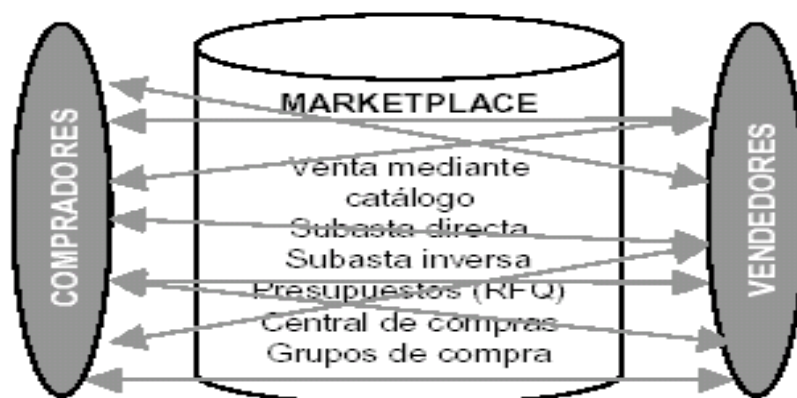 COMPRADORES
MARKETPLACE
Venta mediante
catálogo
Subasta directa
Subasta inversa
Presupuestos (RFQ)
Central de compras
Grupos de compra
VENDEDORES